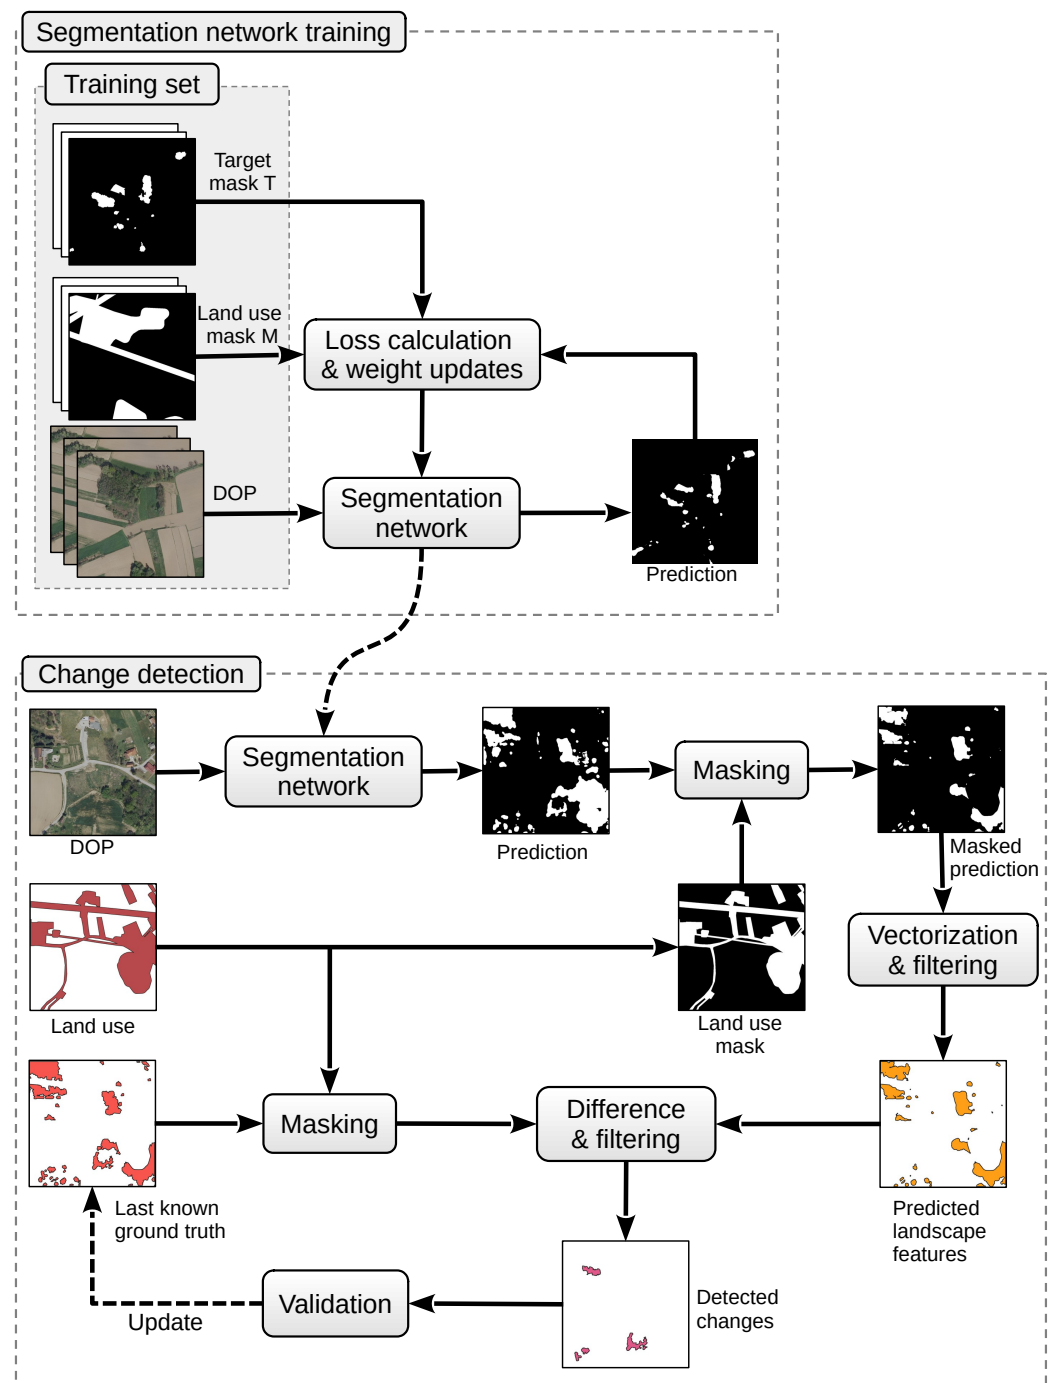 Segmentation network training
Training set
Target
mask T
Land use
mask M
Loss calculation
& weight updates
DOP
Segmentation
network
Prediction
Change detection
Segmentation
network
Masking
DOP
Prediction
Masked
prediction
Vectorization
& filtering
Land use
Land use
mask
Masking
Difference
& filtering
Last known
ground truth
Predicted
landscape
features
Validation
Detected
changes
Update